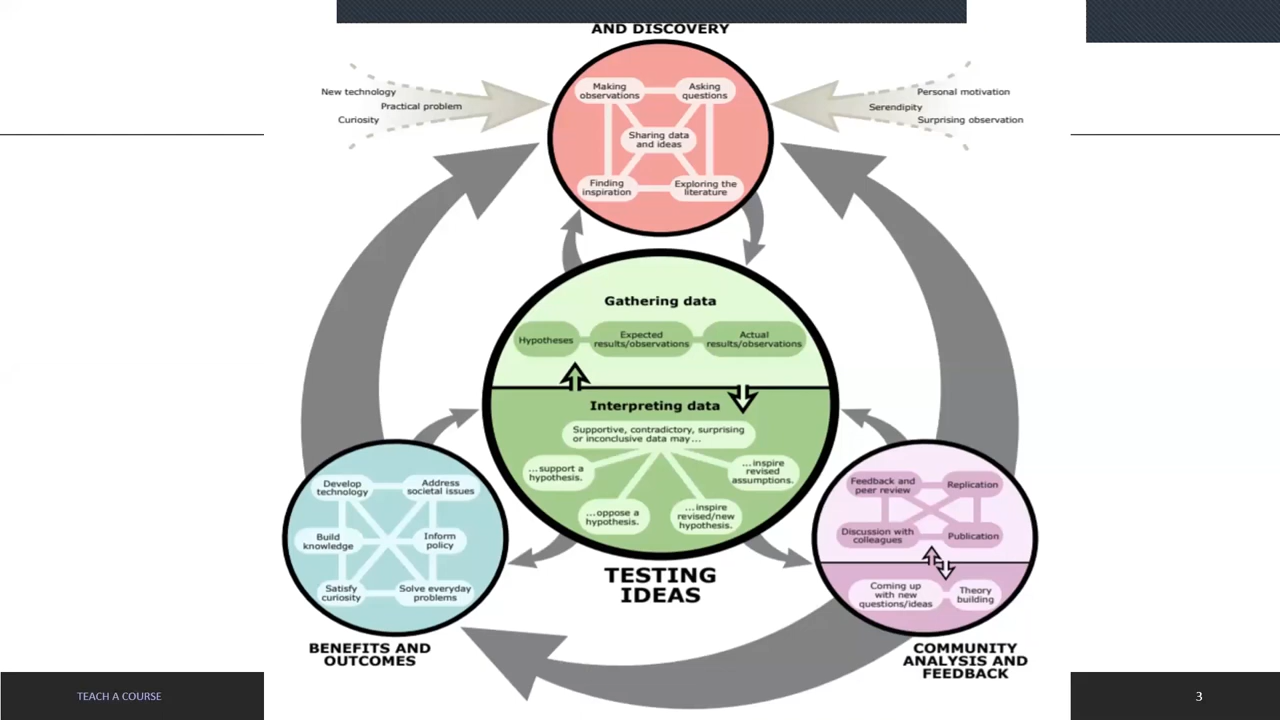 AND DISCOVERY
New technology
Practical problem
Curiosity
Personal motivation
Serendipity
Surprising observation
Making
observations
Asking
questions
Sharing data
and ideas
Finding
inspiration
Exploring the
literature
Gathering data
Hypotheses
Expected
results/observations
Actual
results/observations
Interpreting data
Supportive, contradictory, surprising
or inconclusive data may...
...support a
hypothesis.
...oppose a
hypothesis.
...inspire
revised/new
hypothesis.
...inspire
revised
assumptions.
TESTING
IDEAS
Develop
technology
Address
societal issues
Build
knowledge
Inform
policy
Satisfy
curiosity
Solve everyday
problems
BENEFITS AND
OUTCOMES
Feedback and
peer review
Replication
Discussion with
colleagues
Publication
Coming up
with new
questions/ideas
Theory
building
COMMUNITY
ANALYSIS AND
FEEDBACK
TEACH A COURSE
3